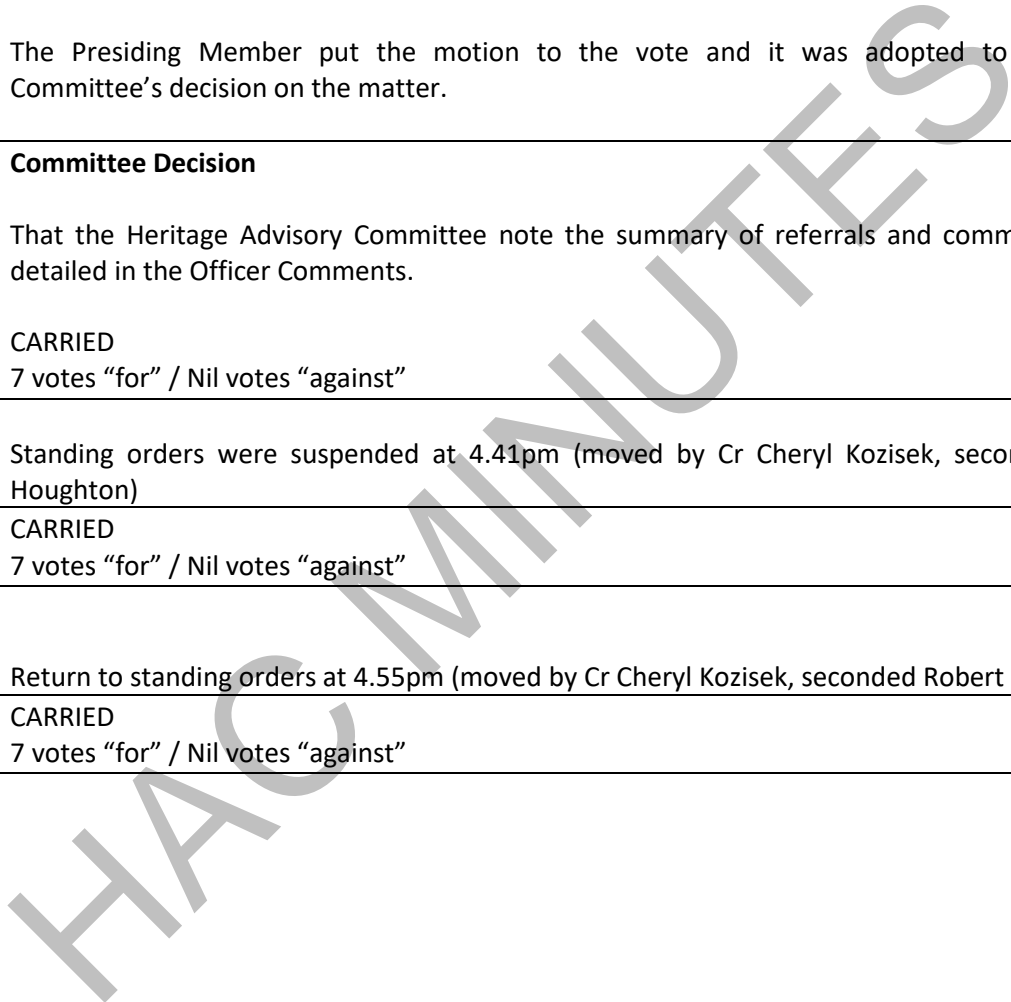 The Presiding Member put the motion to the vote and it was adopted to
Committee’s decision on the matter.
Committee Decision
That the Heritage Advisory Committee note the summary of referrals and
detailed in the Officer Comments.
CARRIED
7 votes “for” / Nil votes “against”
Standing orders were suspended at 4.41pm (moved by Cr Cheryl Kozisek,
Houghton)
CARRIED
7 votes “for” / Nil votes “against”
Return to standing orders at 4.55pm (moved by Cr Cheryl Kozisek, seconded Robert
CARRIED
7 votes “for” / Nil votes “against”
HAC MINUTES